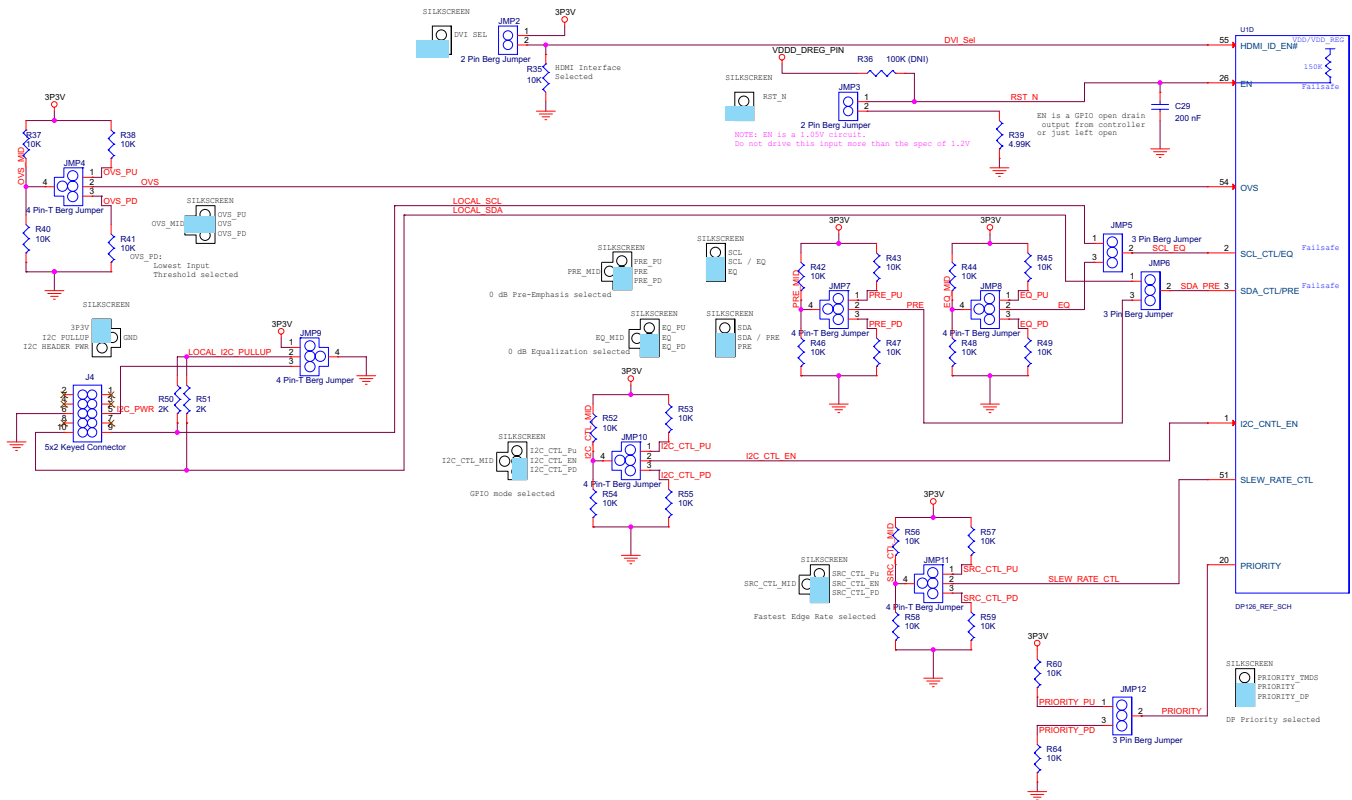 SILKSCREEN
DVI SEL
JMP2
3P3V
1
2
2 Pin Berg Jumper
R35
10K
HDMI Interface
Selected
DVI_Sel
VDDD_DREG_PIN
R36 100K (DNI)
SILKSCREEN
RST_N
JMP3
1
2
2 Pin Berg Jumper
RST_N
NOTE: EN is a 1.05V circuit.
Do not drive this input more than the spec of 1.2V
R39
4.99K
EN is a GPIO open drain
output from controller
or just left open
C29
200 nF
U1D
55
HDMI_ID_EN#
VDD/VDD_REG
150K
26
EN
Failsafe
54
OVS
2
SCL_CTL/EQ
Failsafe
3
SDA_CTL/PRE
Failsafe
1
I2C_CNTL_EN
51
SLEW_RATE_CTL
20
PRIORITY
DP126_REF_SCH
3P3V
R37
10K
R38
10K
OVS_MID
JMP4
4
1
2
3
OVS_PU
OVS
OVS_PD
4 Pin-T Berg Jumper
R40
10K
R41
10K
SILKSCREEN
OVS_PU
OVS_MID
OVS
OVS_PD
OVS_PD:
Lowest Input
Threshold selected
LOCAL_SCL
LOCAL_SDA
SILKSCREEN
3P3V
I2C PULLUP
I2C HEADER PWR
GND
3P3V
JMP9
1
2
3
4
LOCAL_I2C_PULLUP
4 Pin-T Berg Jumper
J4
2
4
6
8
10
1
3
5
7
9
I2C_PWR
5x2 Keyed Connector
R50
2K
R51
2K
SILKSCREEN
PRE_PU
PRE_MID
PRE
PRE_PD
0 dB Pre-Emphasis selected
SILKSCREEN
SCL
SCL / EQ
EQ
SILKSCREEN
EQ_PU
EQ_MID
EQ
EQ_PD
0 dB Equalization selected
SILKSCREEN
SDA
SDA / PRE
PRE
3P3V
R42
10K
R43
10K
PRE_MID
JMP7
4
1
2
3
PRE_PU
PRE
PRE_PD
4 Pin-T Berg Jumper
R46
10K
R47
10K
3P3V
R44
10K
R45
10K
EQ_MID
JMP8
4
1
2
3
EQ_PU
EQ
EQ_PD
4 Pin-T Berg Jumper
R48
10K
R49
10K
JMP5
1
2
3
3 Pin Berg Jumper
SCL_EQ
JMP6
1
2
3
SDA_PRE
3 Pin Berg Jumper
3P3V
R52
10K
R53
10K
I2C_CTL_MID
JMP10
4
1
2
3
I2C_CTL_PU
I2C_CTL_EN
I2C_CTL_PD
4 Pin-T Berg Jumper
R54
10K
R55
10K
SILKSCREEN
I2C_CTL_Pu
I2C_CTL_MID
I2C_CTL_EN
I2C_CTL_PD
GPIO mode selected
3P3V
R56
10K
R57
10K
SRC_CTL_MID
JMP11
4
1
2
3
SRC_CTL_PU
SLEW_RATE_CTL
SRC_CTL_PD
4 Pin-T Berg Jumper
R58
10K
R59
10K
SILKSCREEN
SRC_CTL_Pu
SRC_CTL_MID
SRC_CTL_EN
SRC_CTL_PD
Fastest Edge Rate selected
3P3V
R60
10K
PRIORITY_PU
PRIORITY_PD
JMP12
1
2
3
PRIORITY
3 Pin Berg Jumper
R64
10K
SILKSCREEN
PRIORITY_TMDS
PRIORITY
PRIORITY_DP
DP Priority selected